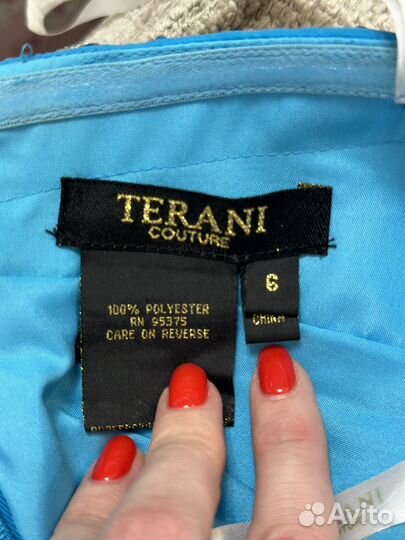 TERANI
COUTURE
6
CHINA
100% POLYESTER
RN 95375
CARE ON REVERSE
Avito